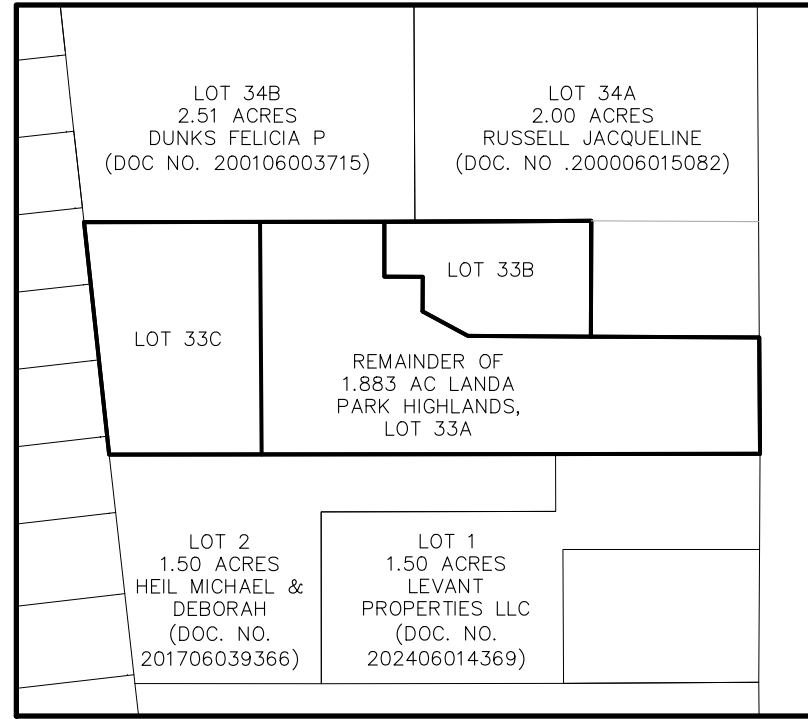 LOT 34B
2.51 ACRES
DUNKS FELICIA P
(DOC NO. 200106003715)
LOT 34A
2.00 ACRES
RUSSELL JACQUELINE
(DOC. NO .200006015082)
LOT 33B
LOT 33C
REMAINDER OF
1.883 AC LANDA
PARK HIGHLANDS,
LOT 33A
LOT 2
1.50 ACRES
HEIL MICHAEL &
DEBORAH
(DOC. NO.
201706039366)
LOT 1
1.50 ACRES
LEVANT
PROPERTIES LLC
(DOC. NO.
202406014369)